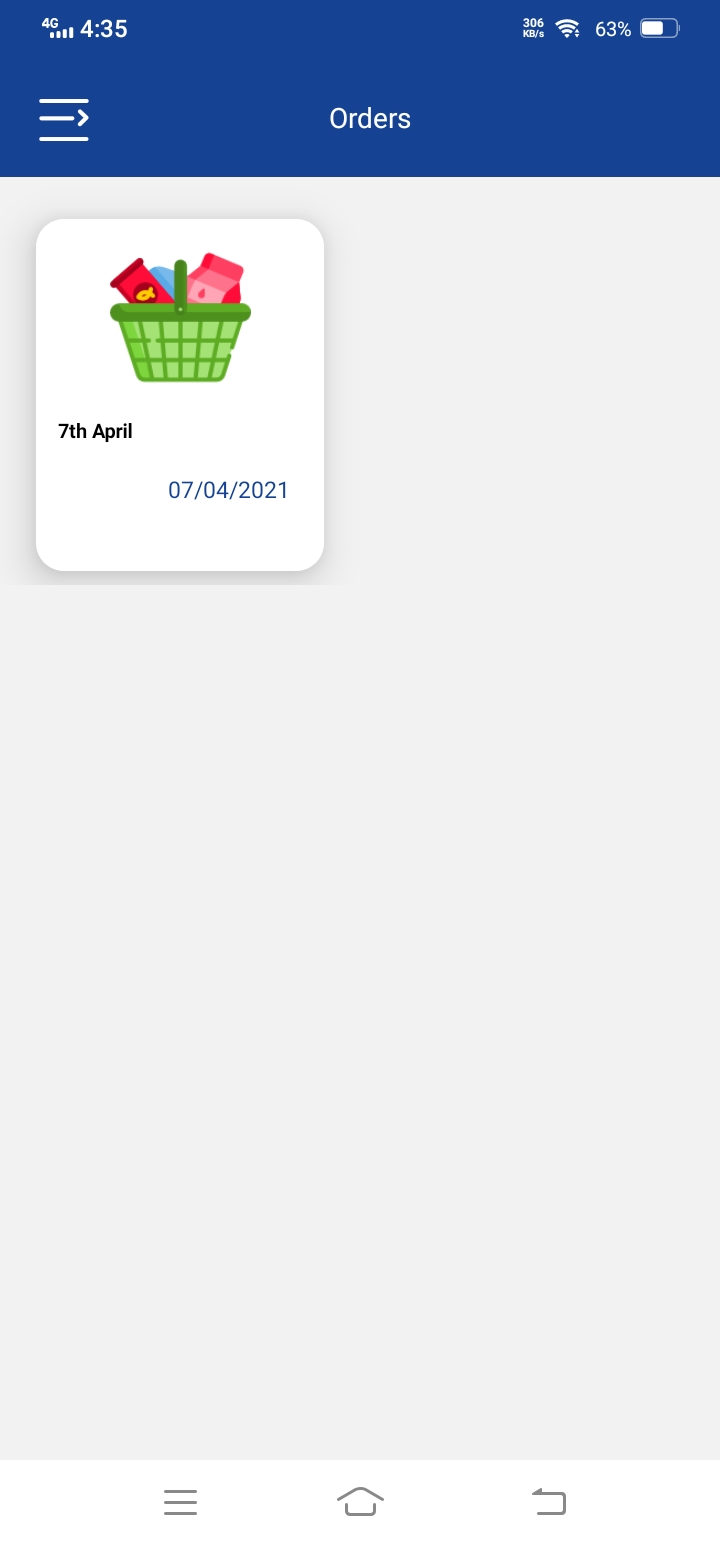 4G 4:35 306 KB/s 63%
Orders
7th April
07/04/2021